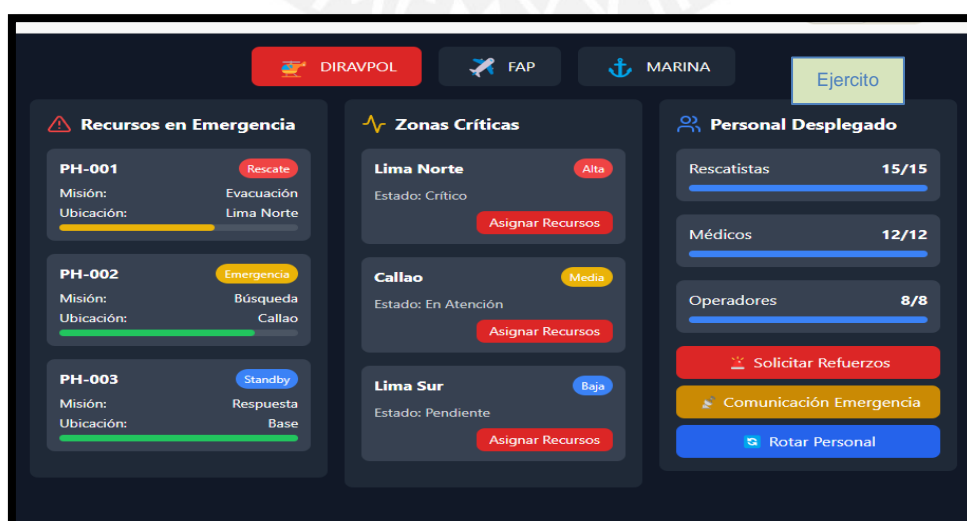 DIRAVPOL
FAP
MARINA
Ejercito
Recursos en Emergencia
PH-001
Rescate
Misión:
Evacuación
Ubicación:
Lima Norte
PH-002
Emergencia
Misión:
Búsqueda
Ubicación:
Callao
PH-003
Standby
Misión:
Respuesta
Ubicación:
Base
Zonas Críticas
Lima Norte
Alta
Estado: Crítico
Asignar Recursos
Callao
Media
Estado: En Atención
Asignar Recursos
Lima Sur
Baja
Estado: Pendiente
Asignar Recursos
Personal Desplegado
Rescatistas
15/15
Médicos
12/12
Operadores
8/8
Solicitar Refuerzos
Comunicación Emergencia
Rotar Personal